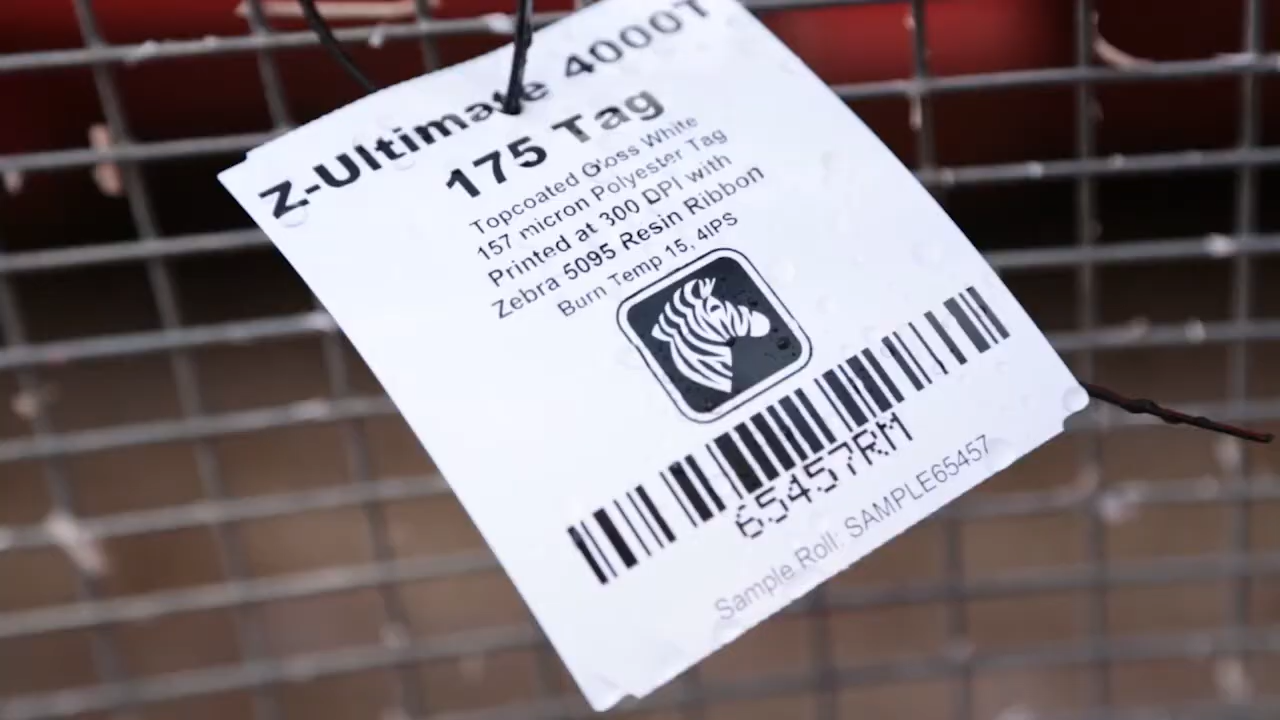 Z-Ultimate 4000T
175 Tag
Topcoated Gloss White
157 micron Polyester Tag
Printed at 300 DPI with
Zebra 5095 Resin Ribbon
Burn Temp 15, 4IPS
65457RM
Sample Roll: SAMPLE65457